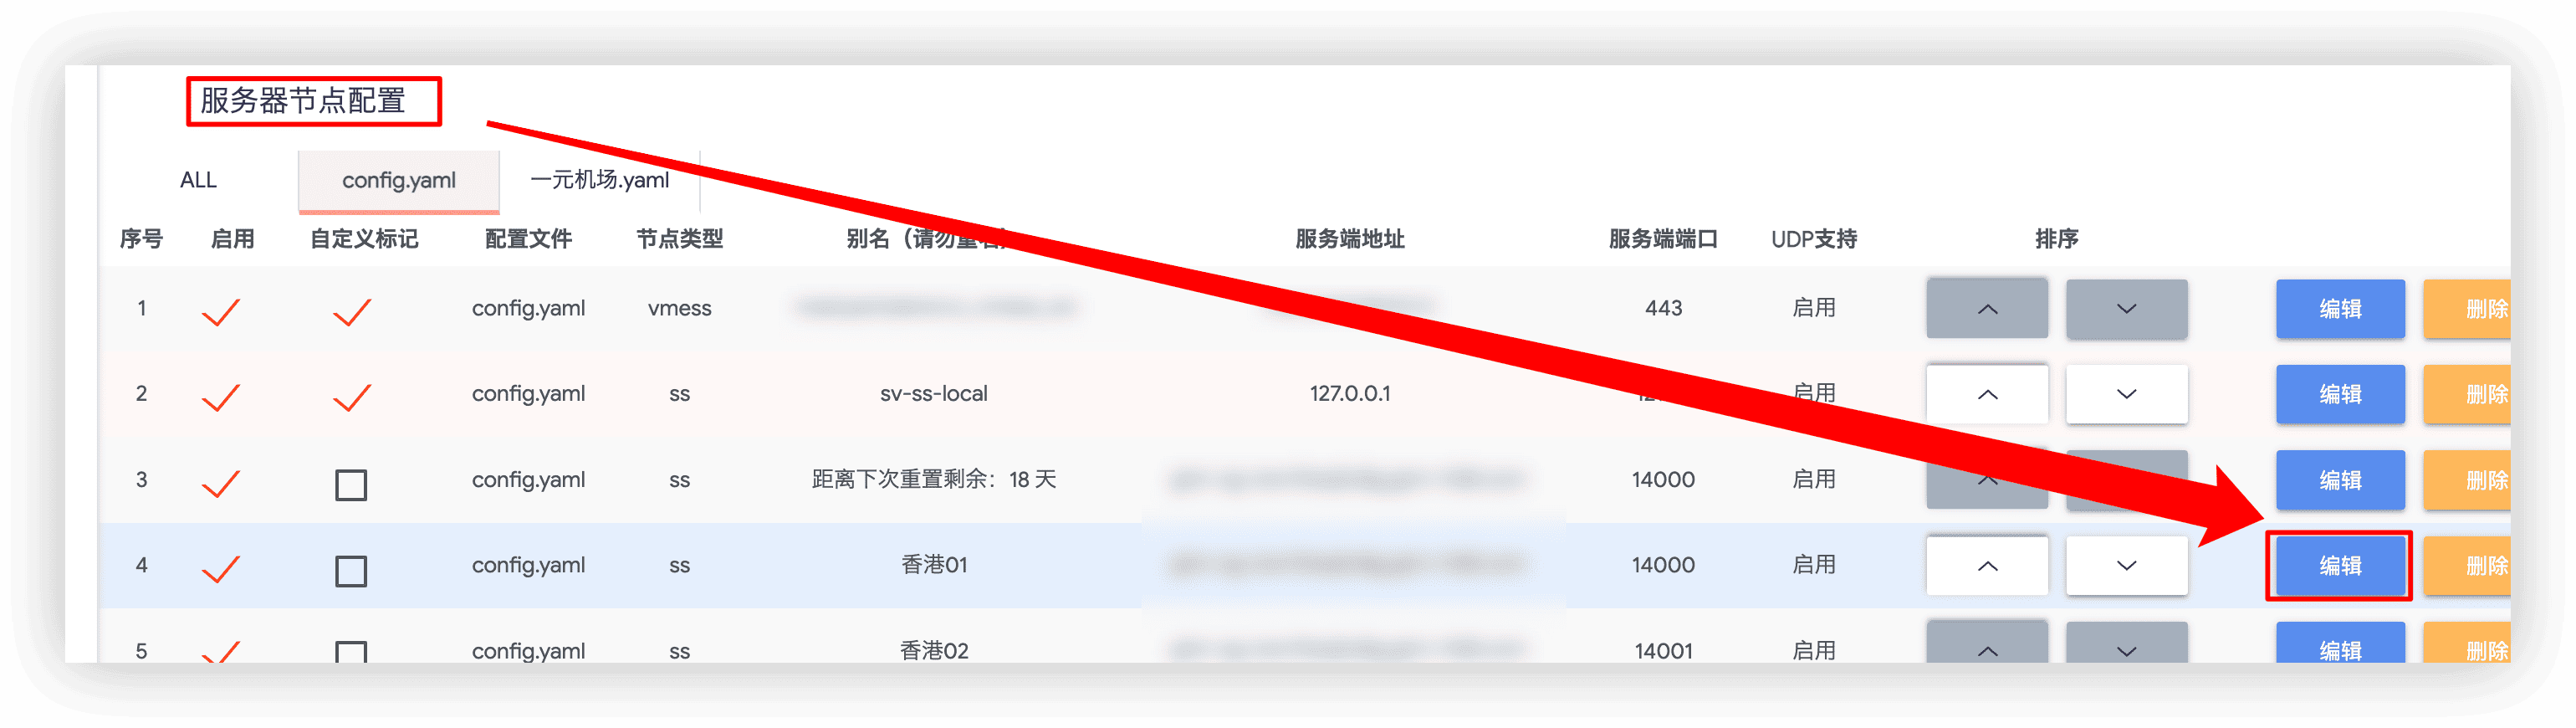 服务器节点配置
ALL config.yaml 一元机场.yaml
序号 启用 自定义标记 配置文件 节点类型 别名（请勿重名） 服务端地址 服务端端口 UDP支持 排序
1 config.yaml vmess 443 启用 编辑 删除
2 config.yaml ss sv-ss-local 127.0.0.1 启用 编辑 删除
3 config.yaml ss 距离下次重置剩余：18 天 14000 启用 编辑 删除
4 config.yaml ss 香港01 14000 启用 编辑 删除
5 config.yaml ss 香港02 14001 启用 编辑 删除